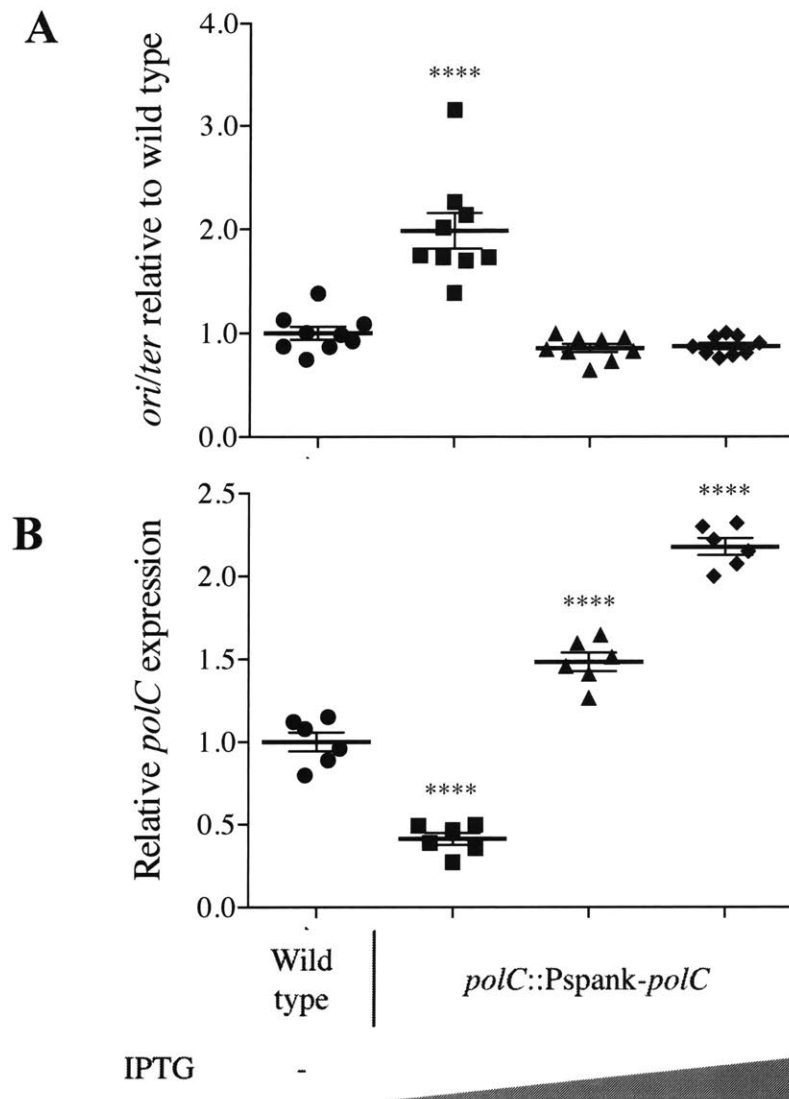 A
ori/ter relative to wild type
4.0
3.0
2.0
1.0
0.0
****
B
Relative polC expression
2.5
2.0
1.5
1.0
0.5
0.0
****
****
****
Wild
type
polC::Pspank-polC
IPTG
-